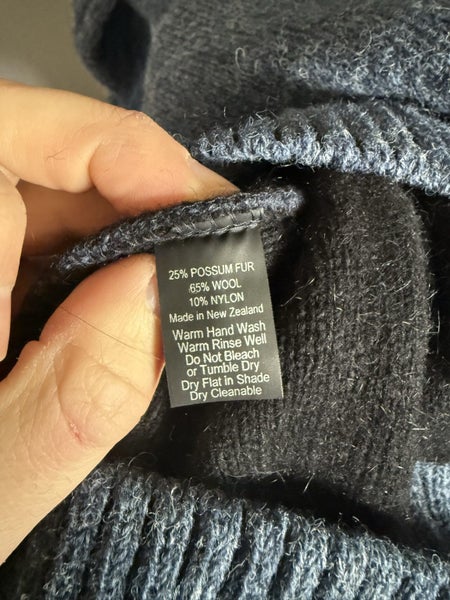 25% POSSUM FUR
65% WOOL
10% NYLON
Made in New Zealand
Warm Hand Wash
Warm Rinse Well
Do Not Bleach
or Tumble Dry
Dry Flat in Shade
Dry Cleanable